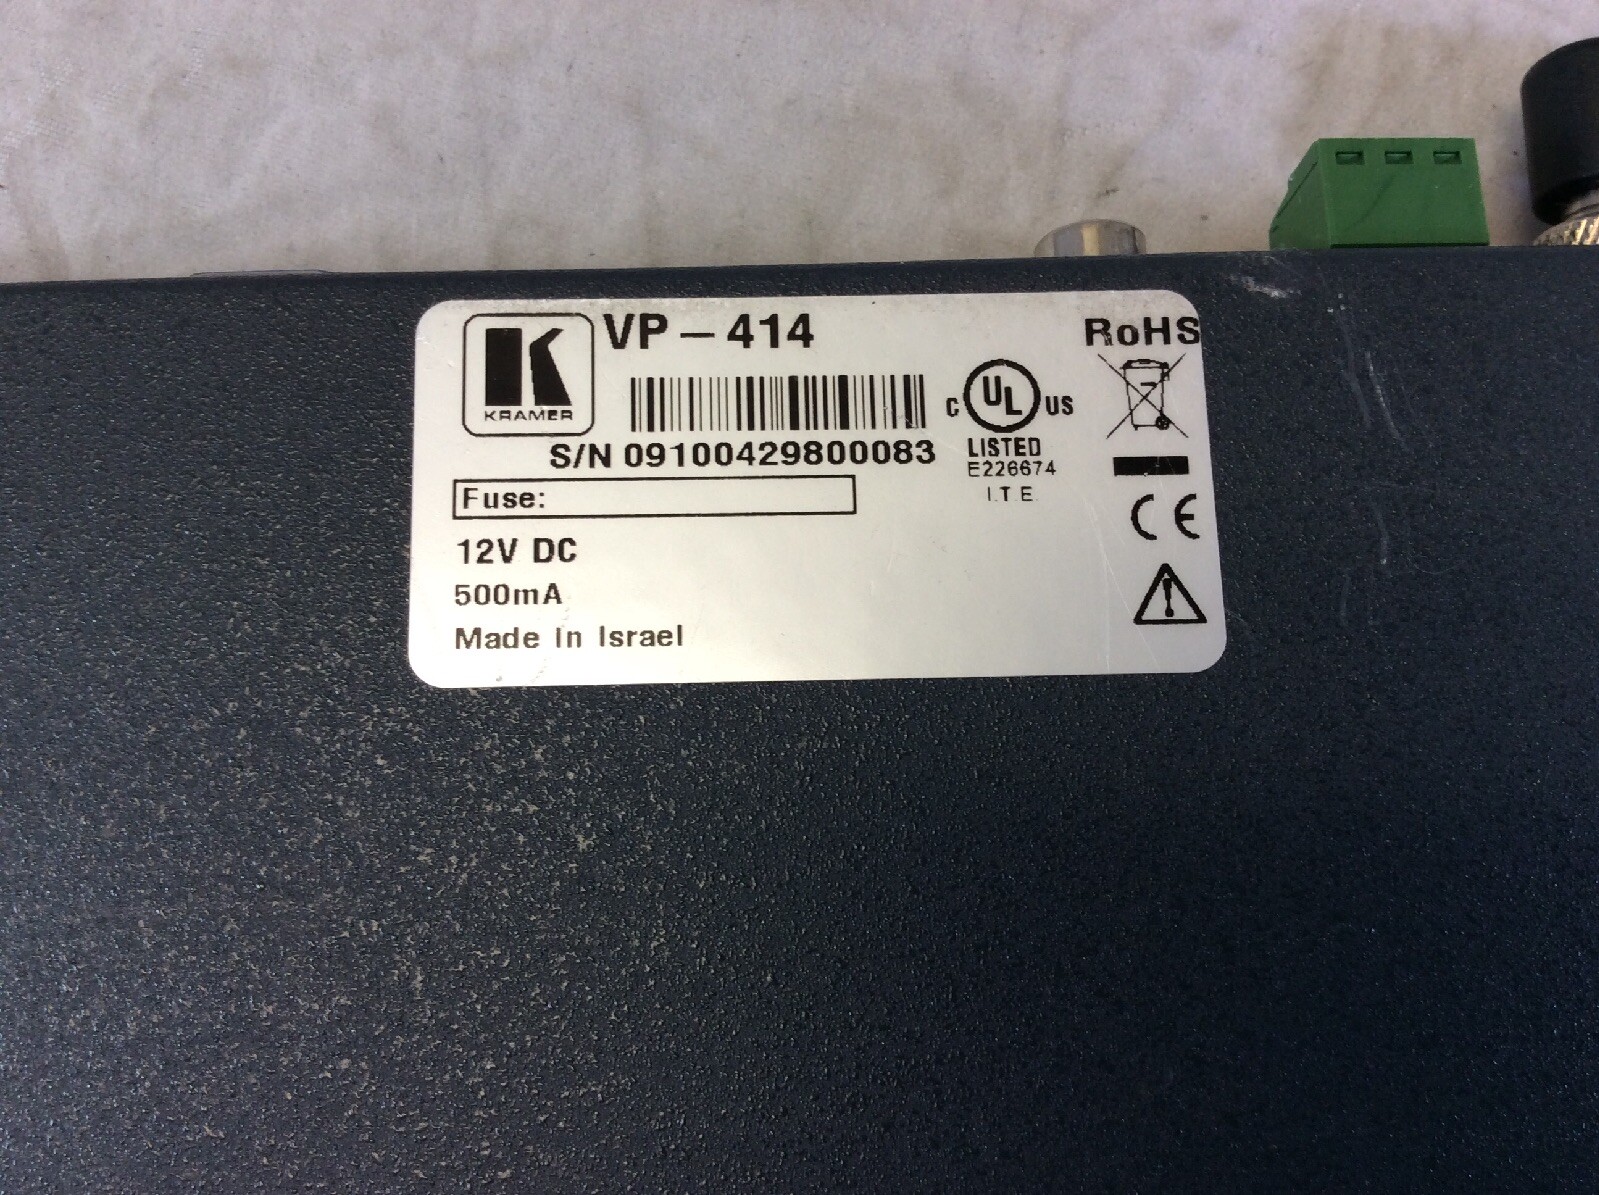 VP-414
KRAMER
S/N 09100429800083
Fuse:
12V DC
500mA
Made In Israel
C UL US
LISTED
E226674
I.T.E.
RoHS
CE